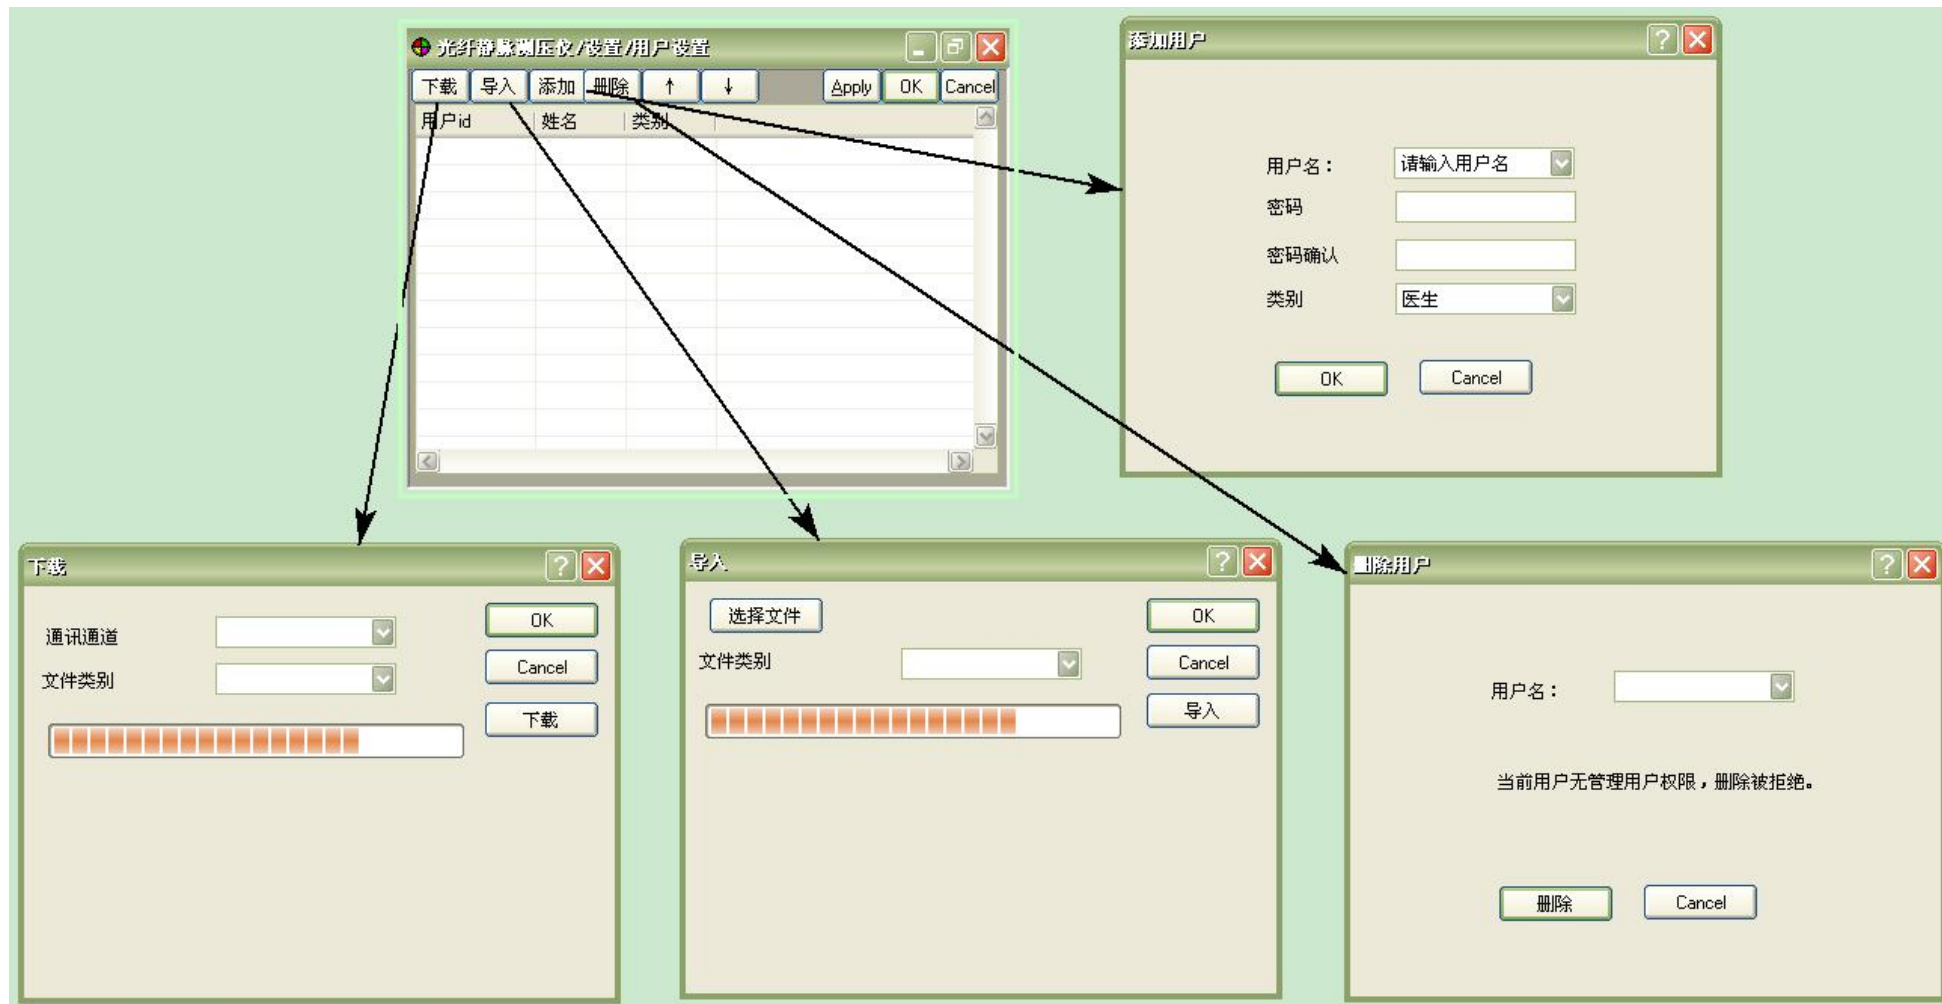 光纤静脉测压仪/设置/用户设置
下载 导入 添加 删除 ↑ ↓ Apply OK Cancel
用户id 姓名 类别
添加用户
用户名： 请输入用户名
密码
密码确认
类别 医生
OK Cancel
下载
通讯通道
文件类别
OK
Cancel
下载
导入
选择文件
文件类别
OK
Cancel
导入
删除用户
用户名：
当前用户无管理用户权限，删除被拒绝。
删除 Cancel